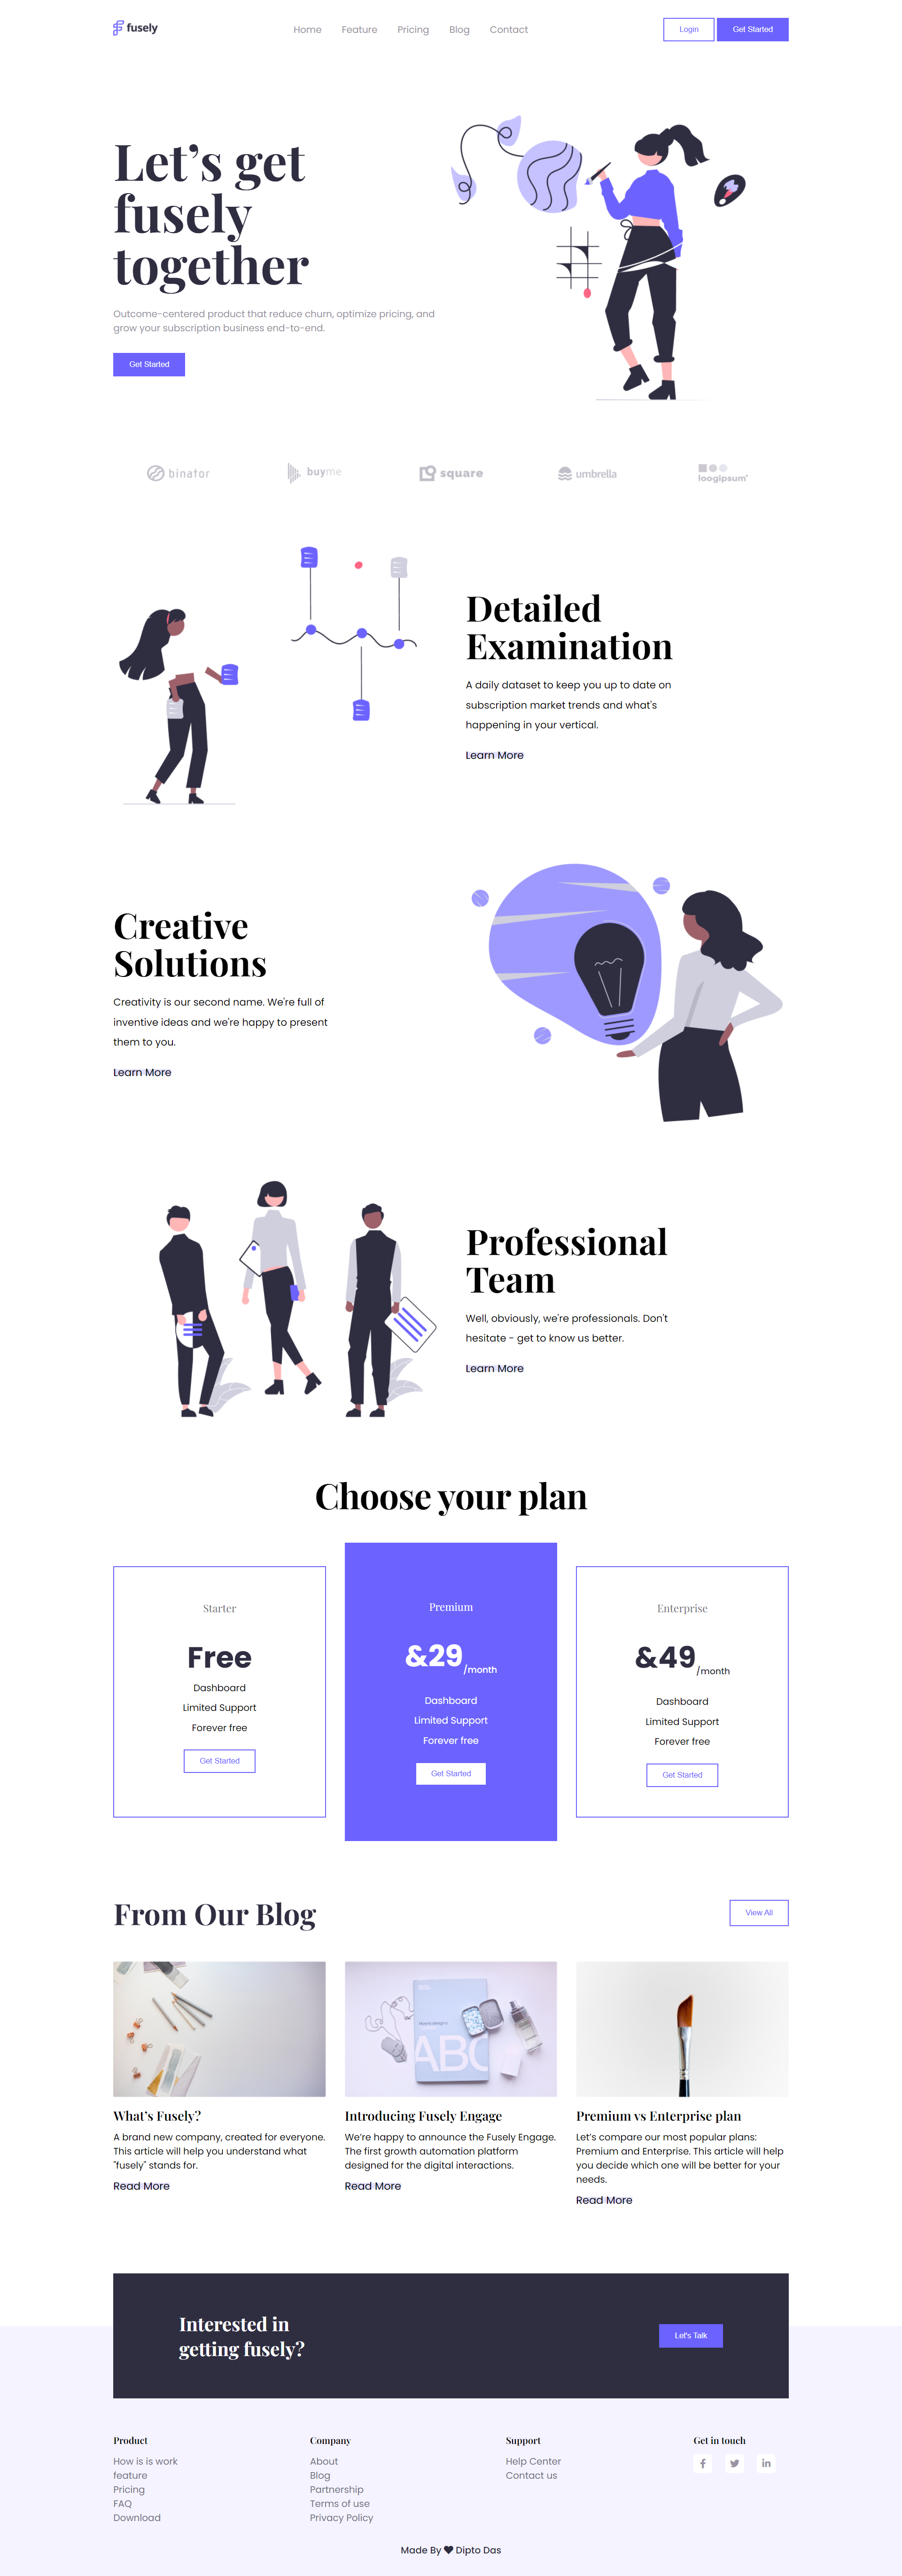 fusely
Home Feature Pricing Blog Contact
Login Get Started
Let's get
fusely
together
Outcome-centered product that reduce churn, optimize pricing, and
grow your subscription business end-to-end.
Get Started
binator buyme square umbrella loogipsum
Detailed
Examination
A daily dataset to keep you up to date on
subscription market trends and what's
happening in your vertical.
Learn More
Creative
Solutions
Creativity is our second name. We're full of
inventive ideas and we're happy to present
them to you.
Learn More
Professional
Team
Well, obviously, we're professionals. Don't
hesitate - get to know us better.
Learn More
Choose your plan
Starter
Free
Dashboard
Limited Support
Forever free
Get Started
Premium
&29/month
Dashboard
Limited Support
Forever free
Get Started
Enterprise
&49/month
Dashboard
Limited Support
Forever free
Get Started
From Our Blog
View All
ABC
What's Fusely?
A brand new company, created for everyone.
This article will help you understand what
"fusely" stands for.
Read More
Introducing Fusely Engage
We're happy to announce the Fusely Engage.
The first growth automation platform
designed for the digital interactions.
Read More
Premium vs Enterprise plan
Let's compare our most popular plans:
Premium and Enterprise. This article will help
you decide which one will be better for your
needs.
Read More
Interested in
getting fusely?
Let's Talk
Product
How is is work
feature
Pricing
FAQ
Download
Company
About
Blog
Partnership
Terms of use
Privacy Policy
Support
Help Center
Contact us
Get in touch
Made By ♥ Dipto Das